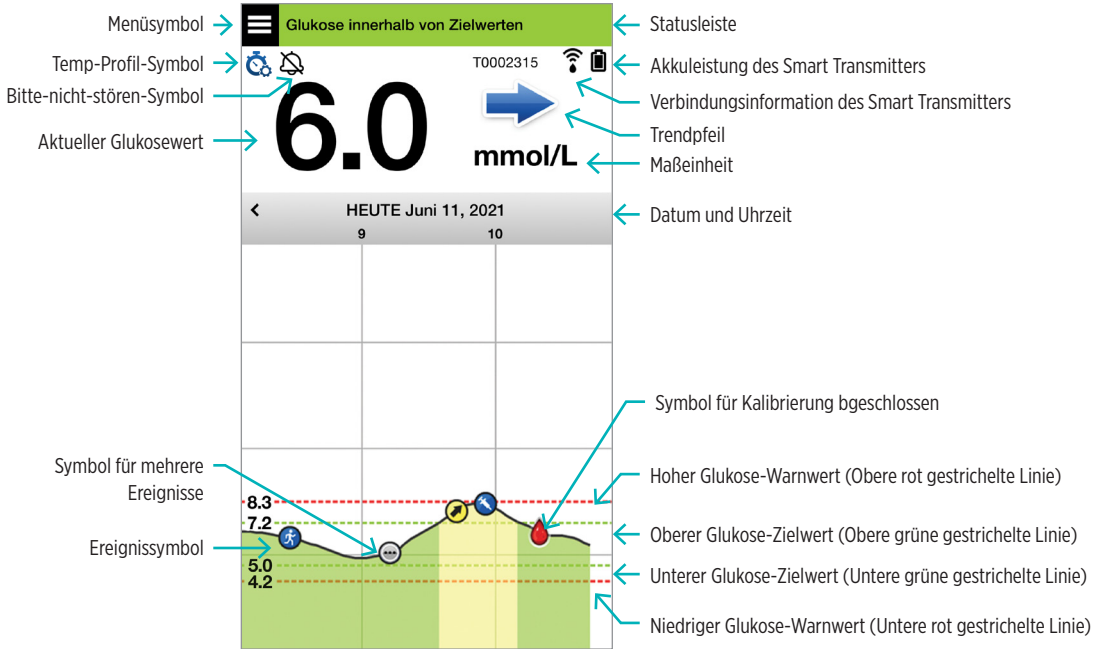 Menüsymbol
Temp-Profil-Symbol
Bitte-nicht-stören-Symbol
Aktueller Glukosewert
Glukose innerhalb von Zielwerten
T0002315
6.0
mmol/L
HEUTE Juni 11, 2021
9 10
Statusleiste
Akkuleistung des Smart Transmitters
Verbindungsinformation des Smart Transmitters
Trendpfeil
Maßeinheit
Datum und Uhrzeit
Symbol für mehrere
Ereignisse
Ereignissymbol
8.3
7.2
5.0
4.2
Symbol für Kalibrierung bgeschlossen
Hoher Glukose-Warnwert (Obere rot gestrichelte Linie)
Oberer Glukose-Zielwert (Obere grüne gestrichelte Linie)
Unterer Glukose-Zielwert (Untere grüne gestrichelte Linie)
Niedriger Glukose-Warnwert (Untere rot gestrichelte Linie)